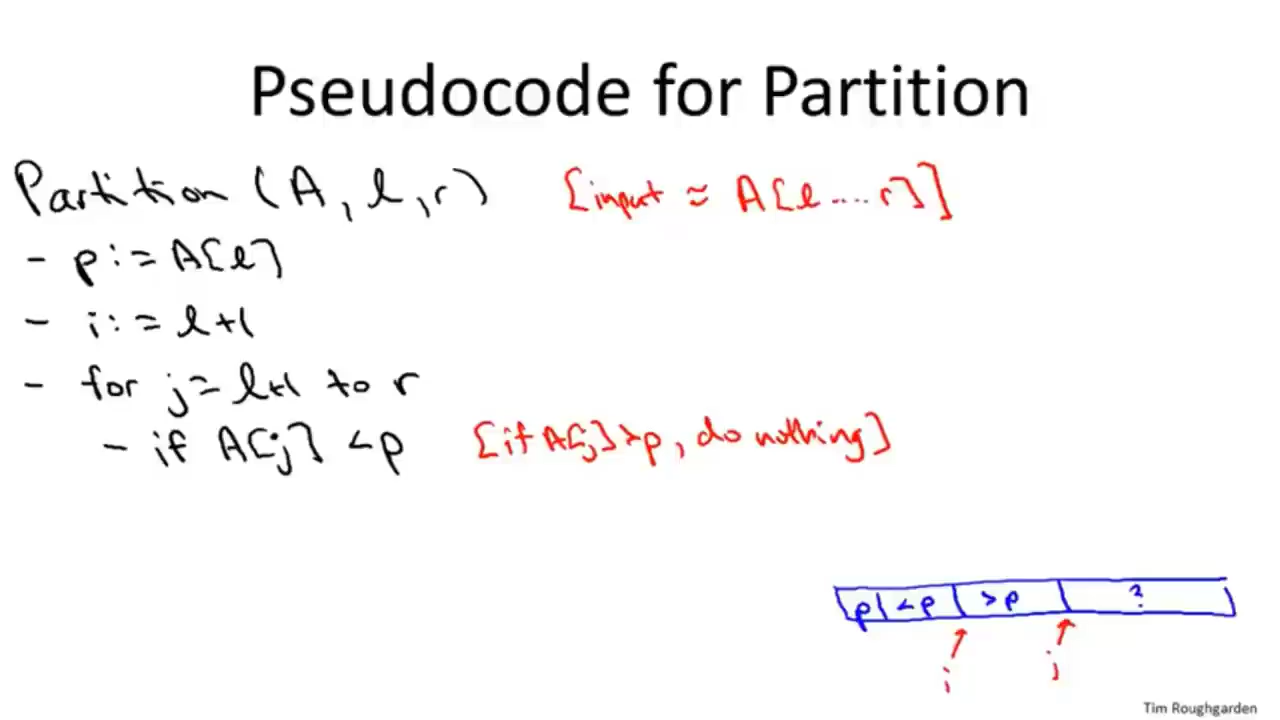 Pseudocode for Partition
Partition (A, l, r) [input = A[l .... r]]
- p := A[l]
- i := l+1
- for j = l+1 to r
- if A[j] < p [if A[j] > p, do nothing]
p <p >p ?
i j
Tim Roughgarden